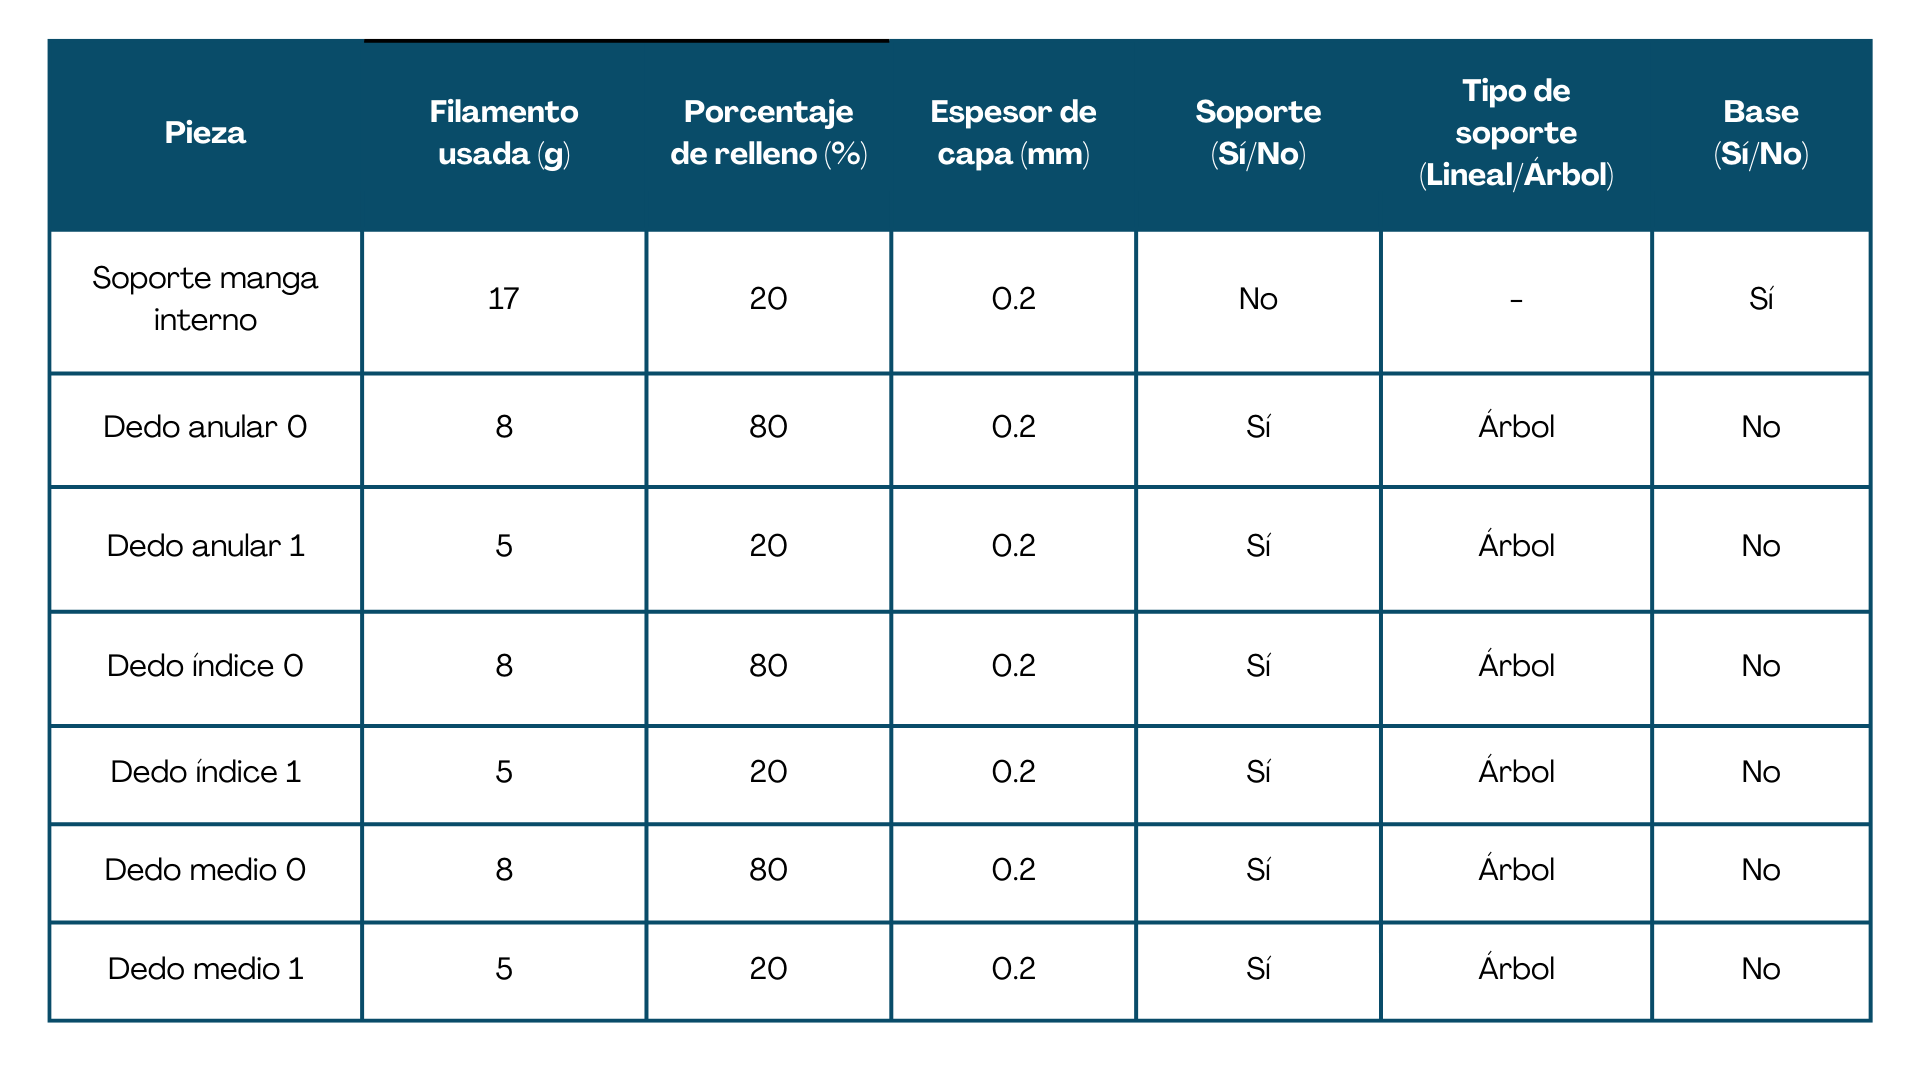 Pieza
Filamento
usada (g)
Porcentaje
de relleno (%)
Espesor de
capa (mm)
Soporte
(Sí/No)
Tipo de
soporte
(Lineal/Árbol)
Base
(Sí/No)
Soporte manga
interno
17
20
0.2
No
-
Sí
Dedo anular 0
8
80
0.2
Sí
Árbol
No
Dedo anular 1
5
20
0.2
Sí
Árbol
No
Dedo índice 0
8
80
0.2
Sí
Árbol
No
Dedo índice 1
5
20
0.2
Sí
Árbol
No
Dedo medio 0
8
80
0.2
Sí
Árbol
No
Dedo medio 1
5
20
0.2
Sí
Árbol
No